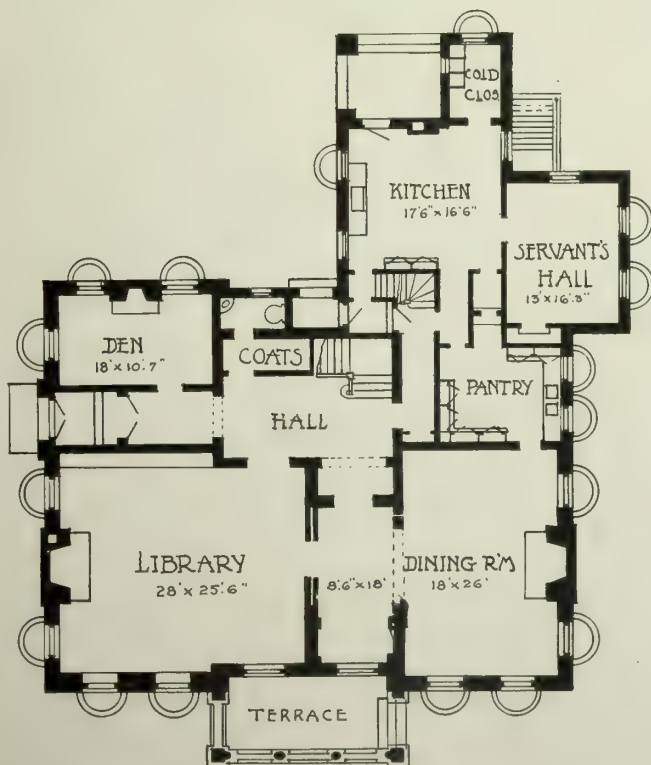 COLD
CLOS.
KITCHEN
17'6" x 16'6"
SERVANT'S
HALL
13' x 16'3"
DEN
18' x 10'7"
COATS
PANTRY
HALL
LIBRARY
28' x 25'6"
8'6" x 18'
DINING R'M
18' x 26'
TERRACE